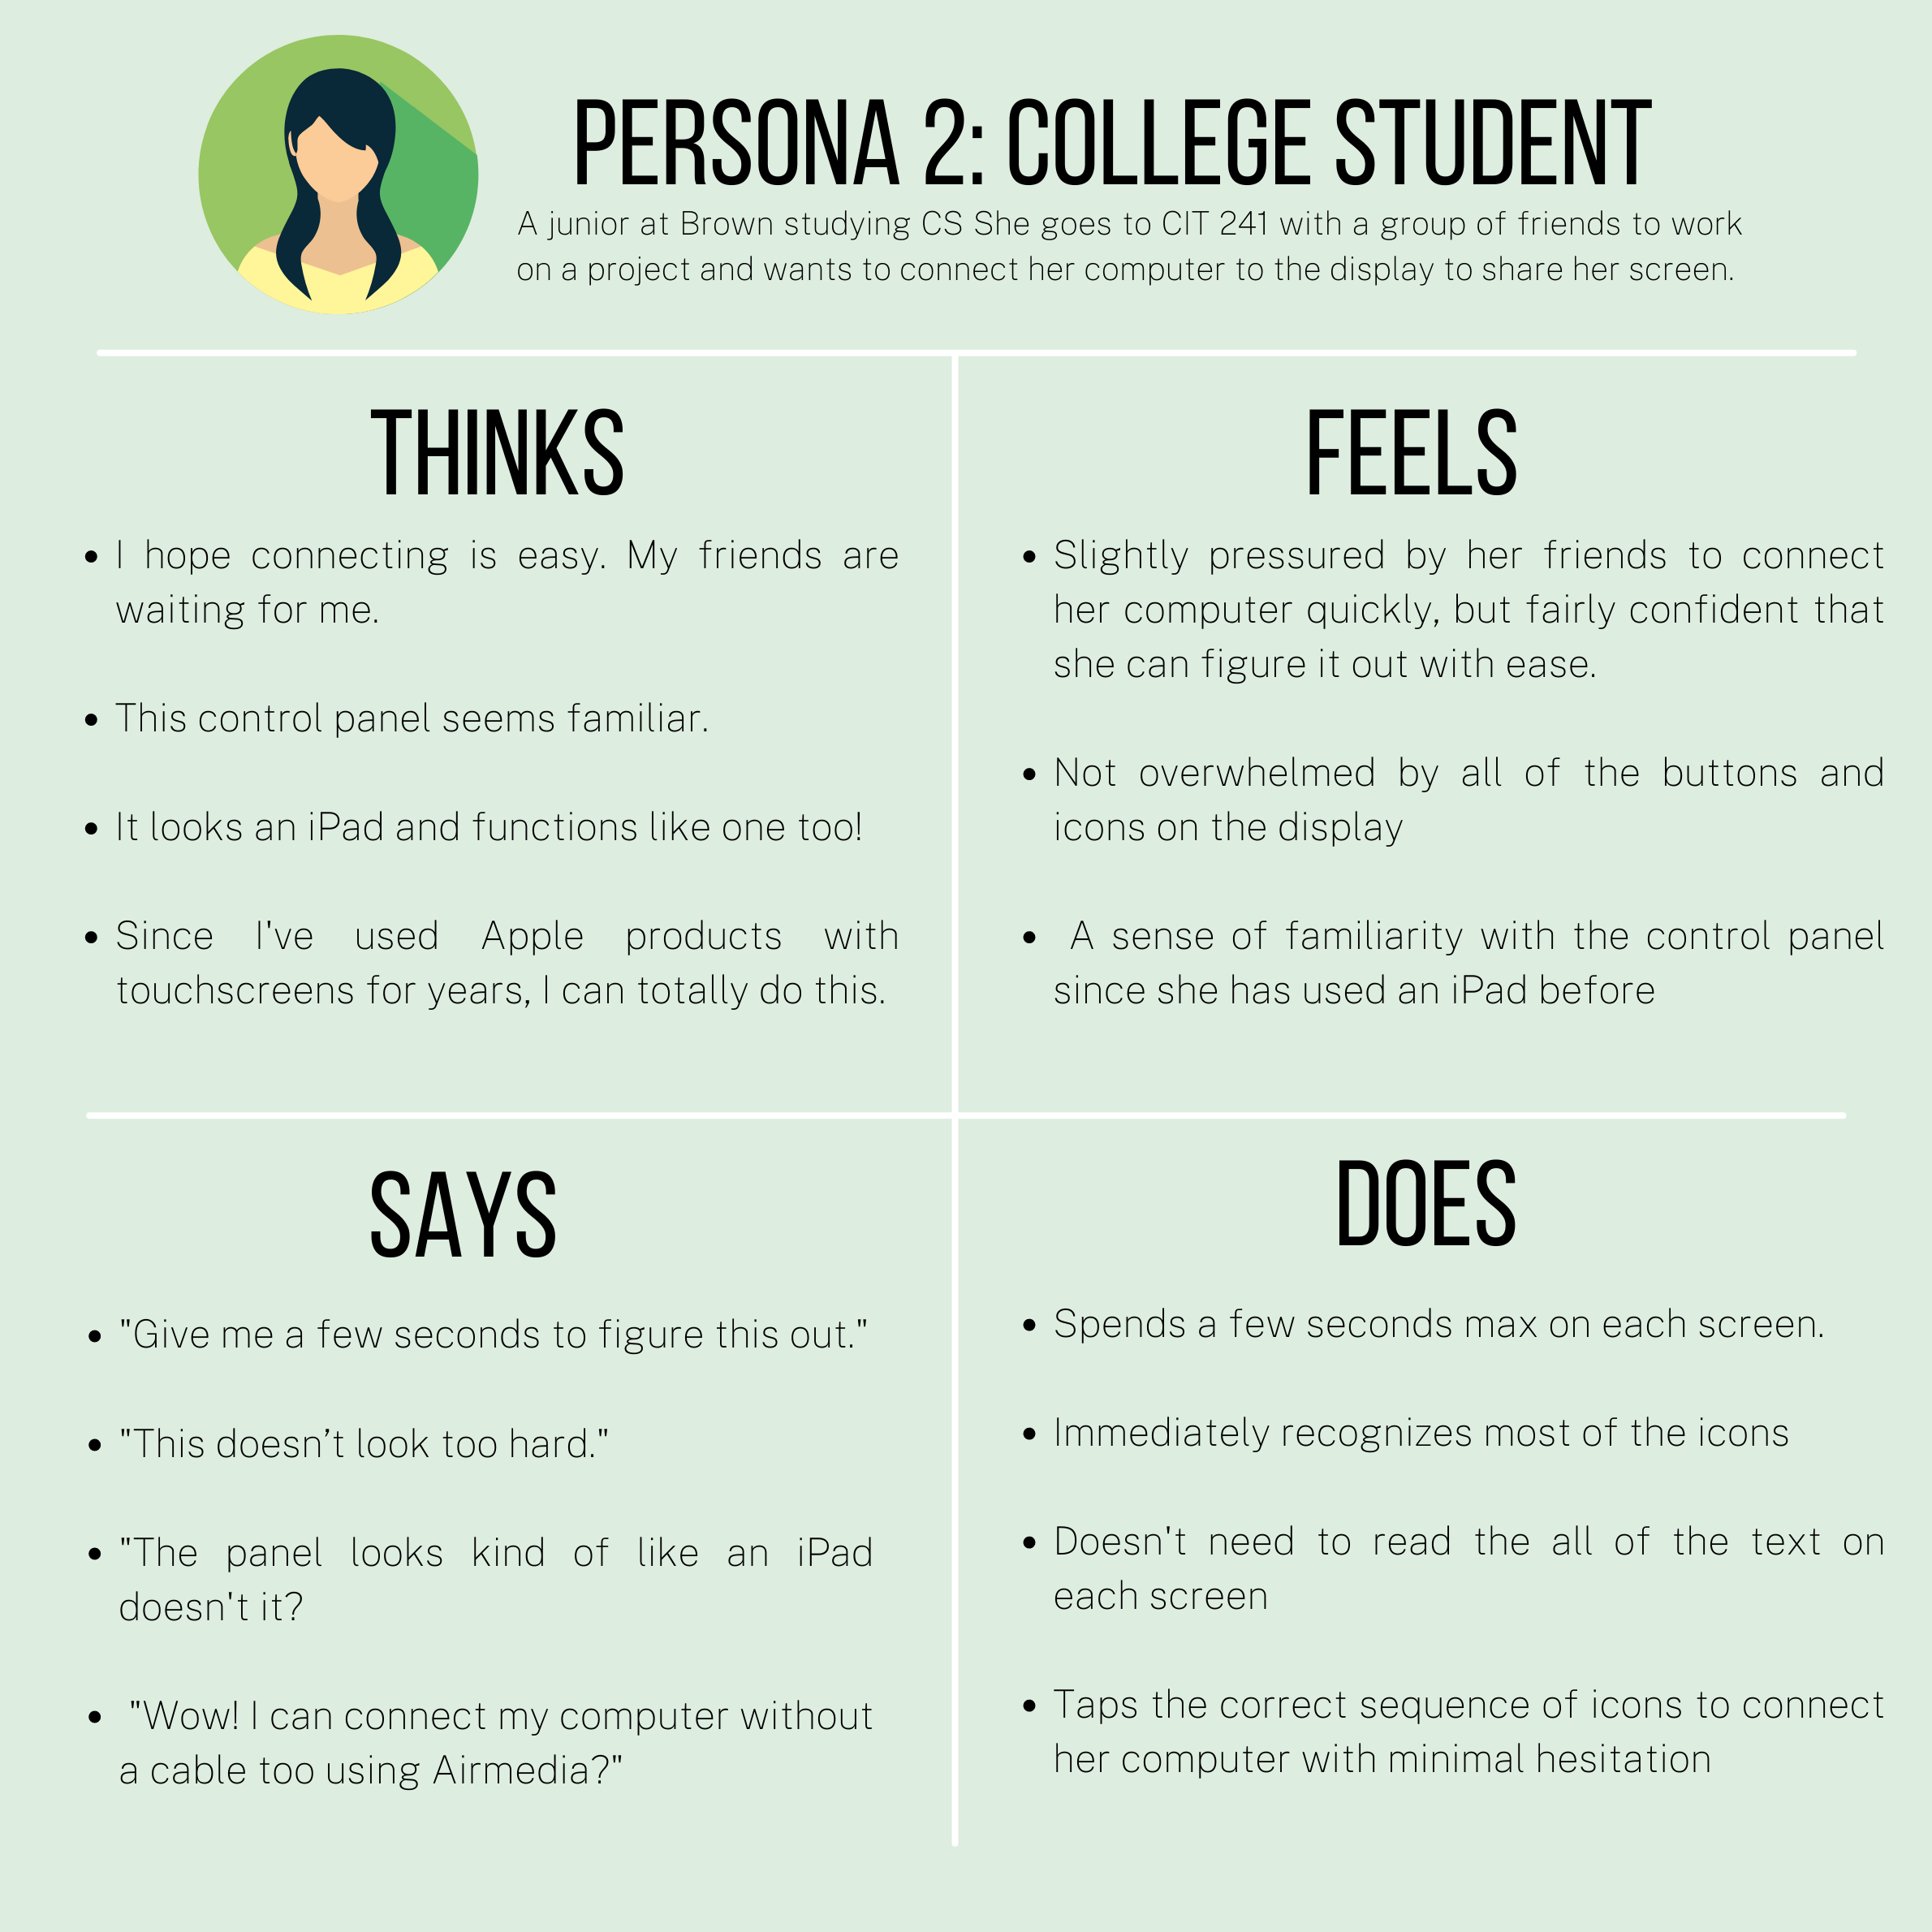 PERSONA 2: COLLEGE STUDENT
A junior at Brown studying CS She goes to CIT 241 with a group of friends to work
on a project and wants to connect her computer to the display to share her screen.
THINKS
• I hope connecting is easy. My friends are
waiting for me.
• This control panel seems familiar.
• It looks an iPad and functions like one too!
• Since I've used Apple products with
touchscreens for years, I can totally do this.
FEELS
• Slightly pressured by her friends to connect
her computer quickly, but fairly confident that
she can figure it out with ease.
• Not overwhelmed by all of the buttons and
icons on the display
• A sense of familiarity with the control panel
since she has used an iPad before
SAYS
• "Give me a few seconds to figure this out."
• "This doesn’t look too hard."
• "The panel looks kind of like an iPad
doesn't it?
• "Wow! I can connect my computer without
a cable too using Airmedia?"
DOES
• Spends a few seconds max on each screen.
• Immediately recognizes most of the icons
• Doesn't need to read the all of the text on
each screen
• Taps the correct sequence of icons to connect
her computer with minimal hesitation